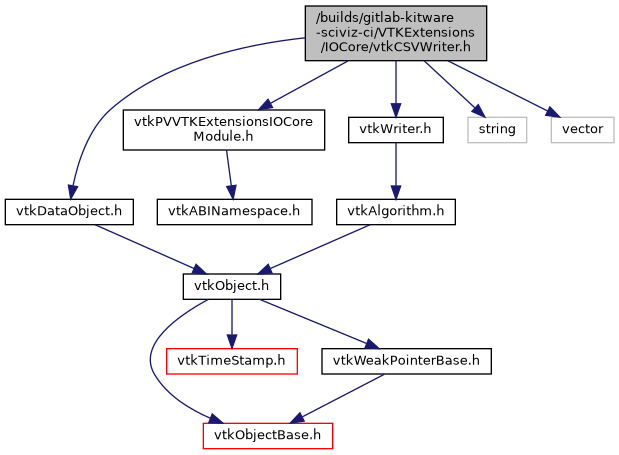 /builds/gitlab-kitware
-sciviz-ci/VTKExtensions
/IOCore/vtkCSVWriter.h
vtkPVVTKExtensionsIOCore
Module.h
vtkWriter.h
string
vector
vtkDataObject.h
vtkABINamespace.h
vtkAlgorithm.h
vtkObject.h
vtkTimeStamp.h
vtkWeakPointerBase.h
vtkObjectBase.h